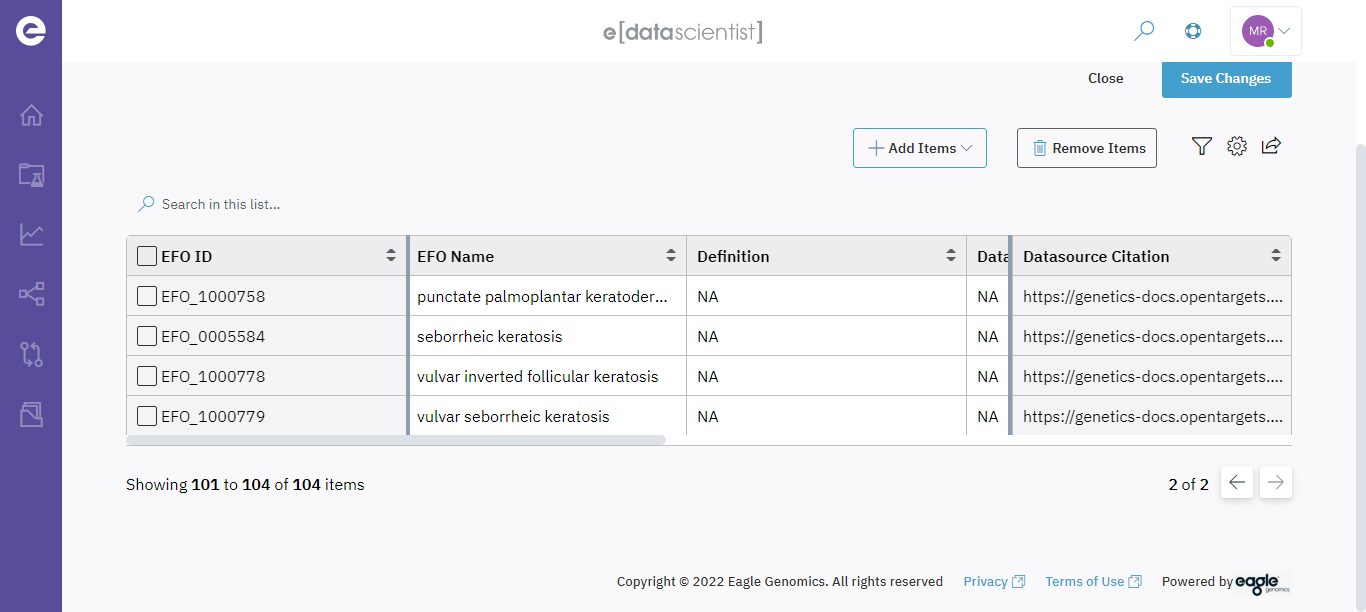 e
e[datascientist]
MR
Close
Save Changes
Add Items
Remove Items
Search in this list...
EFO ID EFO Name Definition Data Datasource Citation
EFO_1000758 punctate palmoplantar keratoder... NA NA https://genetics-docs.opentargets....
EFO_0005584 seborrheic keratosis NA NA https://genetics-docs.opentargets....
EFO_1000778 vulvar inverted follicular keratosis NA NA https://genetics-docs.opentargets....
EFO_1000779 vulvar seborrheic keratosis NA NA https://genetics-docs.opentargets....
Showing 101 to 104 of 104 items
2 of 2
Copyright © 2022 Eagle Genomics. All rights reserved Privacy Terms of Use Powered by eagle genomics